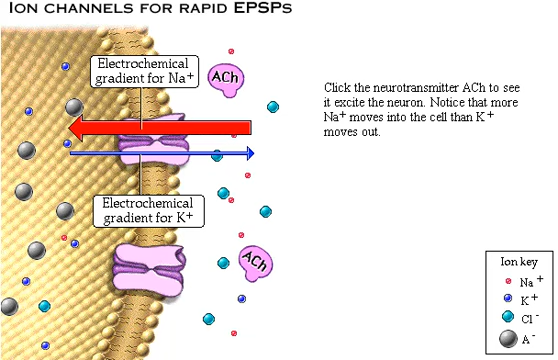 ION CHANNELS FOR RAPID EPSPS
Electrochemical
gradient for Na+
ACh
Click the neurotransmitter ACh to see
it excite the neuron. Notice that more
Na+ moves into the cell than K+
moves out.
Electrochemical
gradient for K+
ACh
Ion key
Na +
K+
Cl -
A-